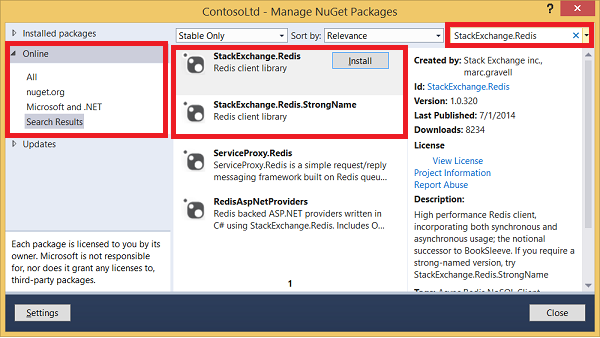 ContosoLtd - Manage NuGet Packages
Installed packages
Online
All
nuget.org
Microsoft and .NET
Search Results
Updates
Each package is licensed to you by its
owner. Microsoft is not responsible
for, nor does it grant any licenses to,
third-party packages.
Stable Only
Sort by: Relevance
StackExchange.Redis
Redis client library
Install
StackExchange.Redis.StrongName
Redis client library
ServiceProxy.Redis
ServiceProxy.Redis is a simple request/reply
messaging framework built on Redis queu...
RedisAspNetProviders
Redis backed ASP.NET providers written in
C# using StackExchange.Redis. Includes O...
1
StackExchange.Redis
Created by: Stack Exchange inc.,
marc.gravell
Id: StackExchange.Redis
Version: 1.0.320
Last Published: 7/1/2014
Downloads: 8234
License
View License
Project Information
Report Abuse
Description:
High performance Redis client,
incorporating both synchronous and
asynchronous usage; the notional
successor to BookSleeve. If you require
a strong-named version, try
StackExchange.Redis.StrongName
Tags: Async Redis NoSQL Client
Settings
Close